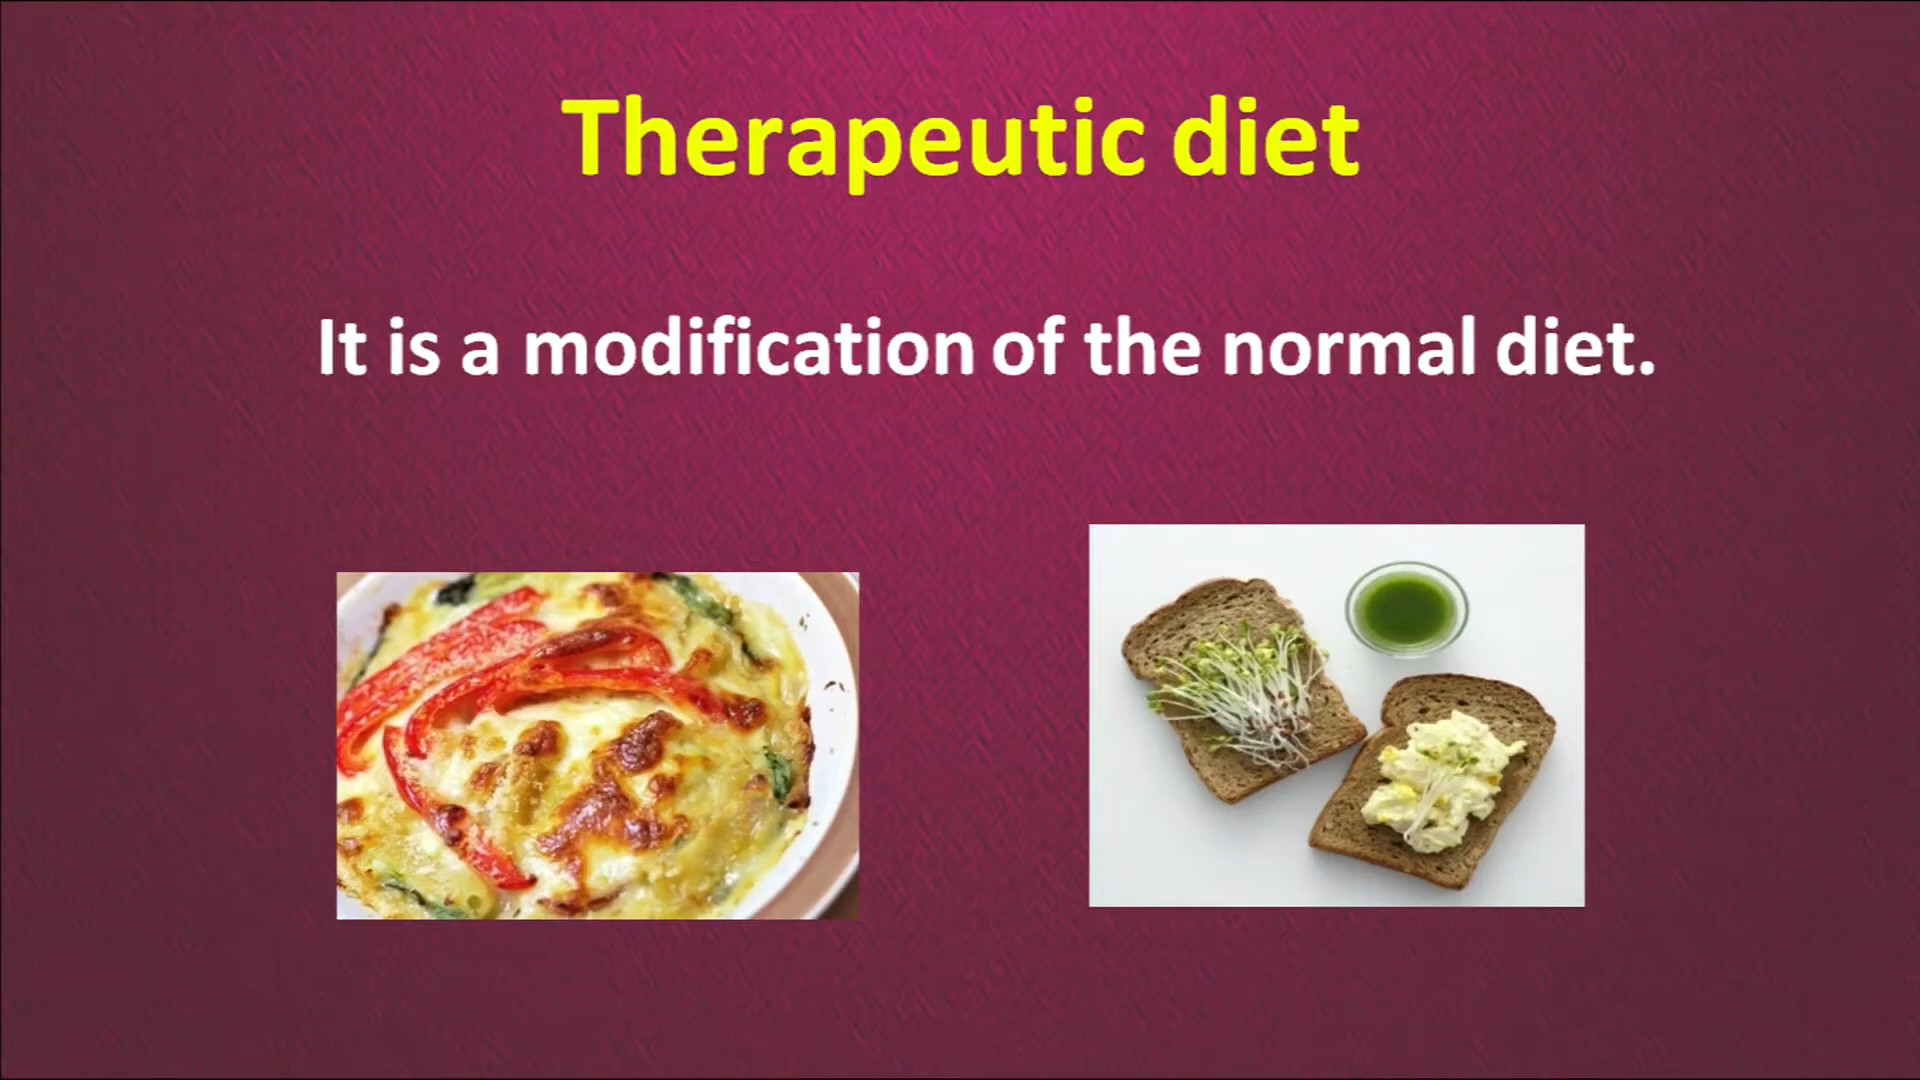 Therapeutic diet
It is a modification of the normal diet.